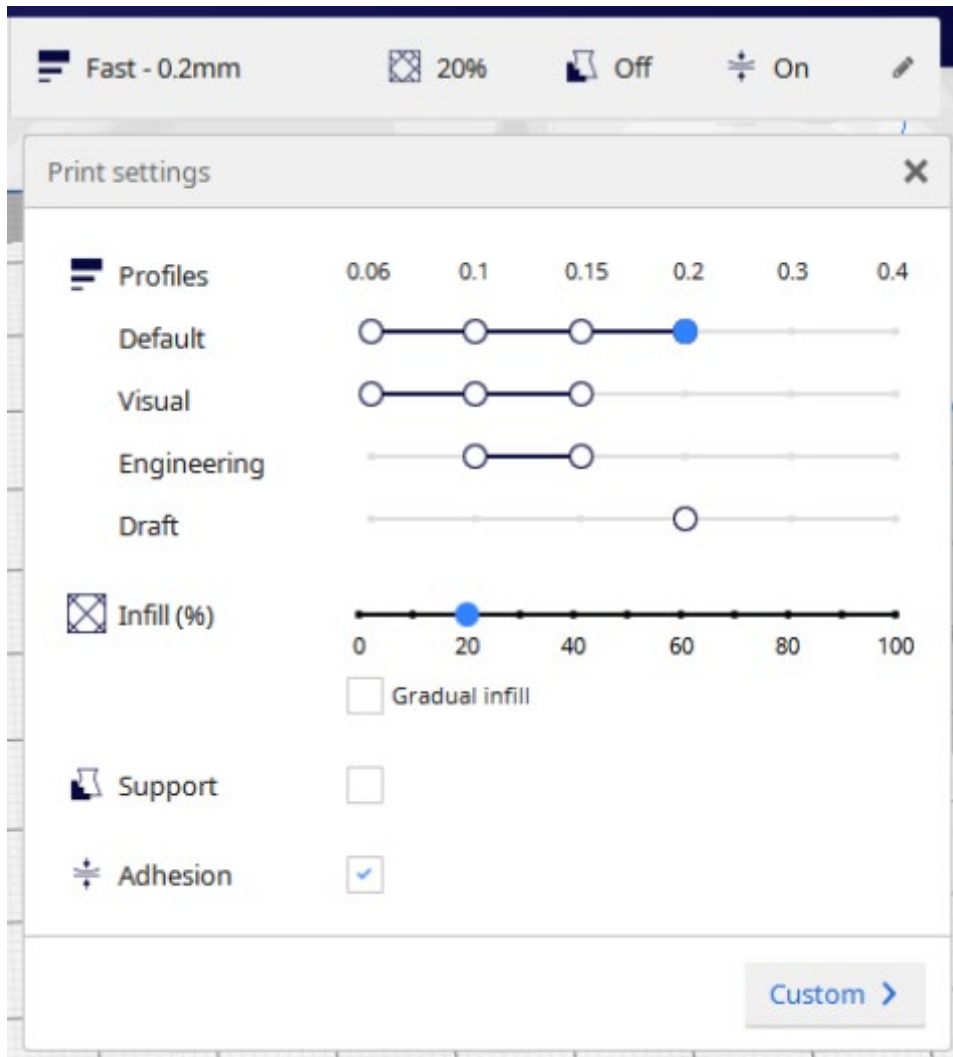 Fast - 0.2mm 20% Off On
Print settings
Profiles 0.06 0.1 0.15 0.2 0.3 0.4
Default
Visual
Engineering
Draft
Infill (%)
0 20 40 60 80 100
Gradual infill
Support
Adhesion
Custom